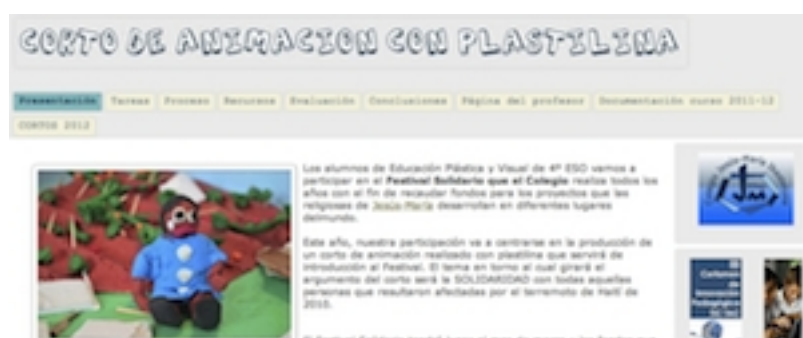 CORTO DE ANIMACION CON PLASTILINA
Presentación Tareas Proceso Recursos Evaluación Conclusiones Página del profesor Documentación curso 2011-12
CORTOS 2012
Los alumnos de Educación Plástica y Visual de 4º ESO vamos a
participar en el Festival Solidario que el Colegio realiza todos los
años con el fin de recaudar fondos para los proyectos que las
religiosas de Jesús-María desarrollan en diferentes lugares
delmundo.
Este año, nuestra participación va a centrarse en la producción de
un corto de animación realizado con plastilina que servirá de
introducción al Festival. El tema en torno al cual girará el
argumento del corto será la SOLIDARIDAD con todas aquellas
personas que resultaron afectadas por el terremoto de Haití de
2010.